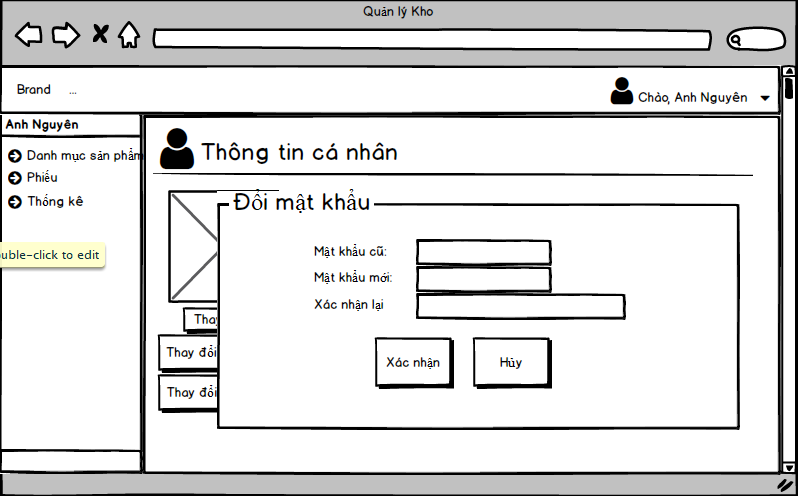 Quản lý Kho
Brand ...
Chào, Anh Nguyên
Anh Nguyên
Danh mục sản phẩm
Phiếu
Thống kê
uble-click to edit
Thông tin cá nhân
Đổi mật khẩu
Mật khẩu cũ:
Mật khẩu mới:
Xác nhận lại
Xác nhận
Hủy
Thay
Thay đổi
Thay đổi